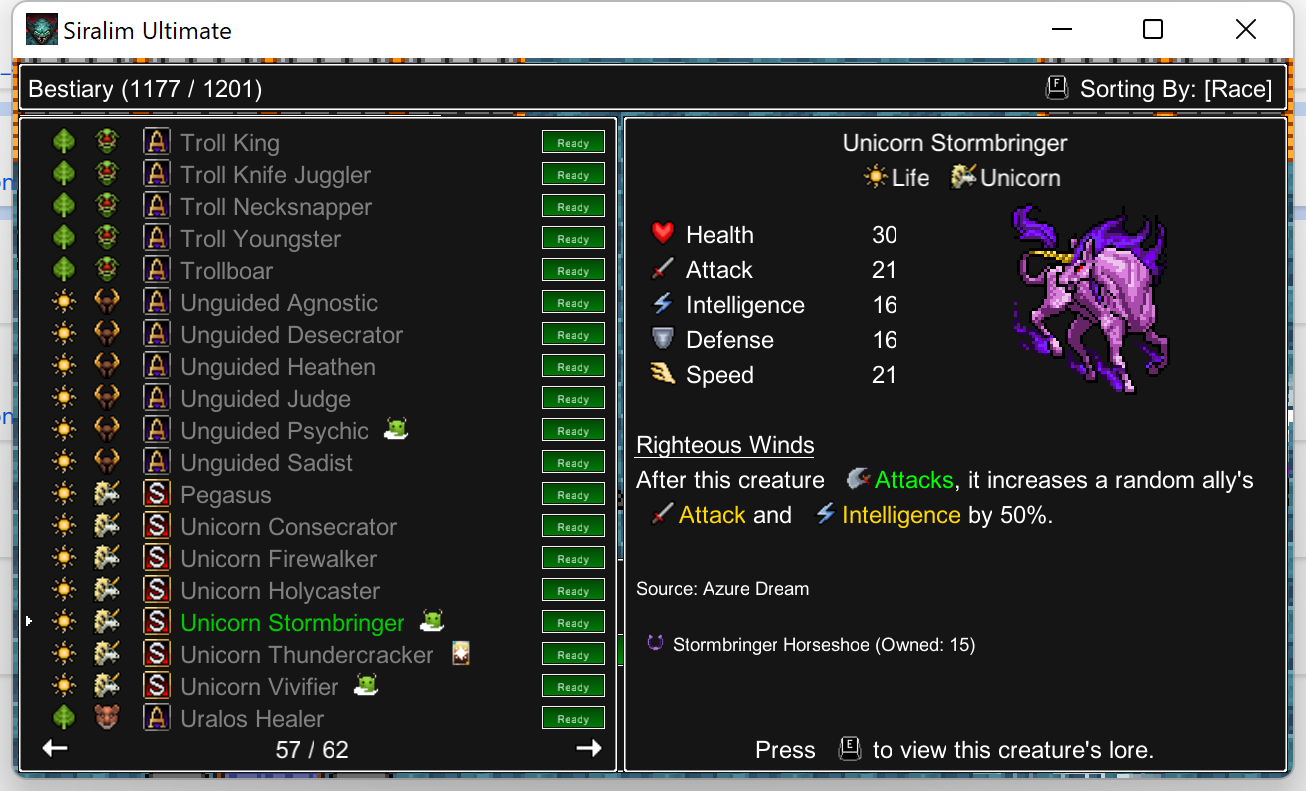 Siralim Ultimate
Bestiary (1177 / 1201)
F Sorting By: [Race]
A Troll King Ready
A Troll Knife Juggler Ready
A Troll Necksnapper Ready
A Troll Youngster Ready
A Trollboar Ready
A Unguided Agnostic Ready
A Unguided Desecrator Ready
A Unguided Heathen Ready
A Unguided Judge Ready
A Unguided Psychic Ready
A Unguided Sadist Ready
S Pegasus Ready
S Unicorn Consecrator Ready
S Unicorn Firewalker Ready
S Unicorn Holycaster Ready
S Unicorn Stormbringer Ready
S Unicorn Thundercracker Ready
S Unicorn Vivifier Ready
A Uralos Healer Ready
57 / 62
Unicorn Stormbringer
Life Unicorn
Health 30
Attack 21
Intelligence 16
Defense 16
Speed 21
Righteous Winds
After this creature Attacks, it increases a random ally's
Attack and Intelligence by 50%.
Source: Azure Dream
Stormbringer Horseshoe (Owned: 15)
Press E to view this creature's lore.